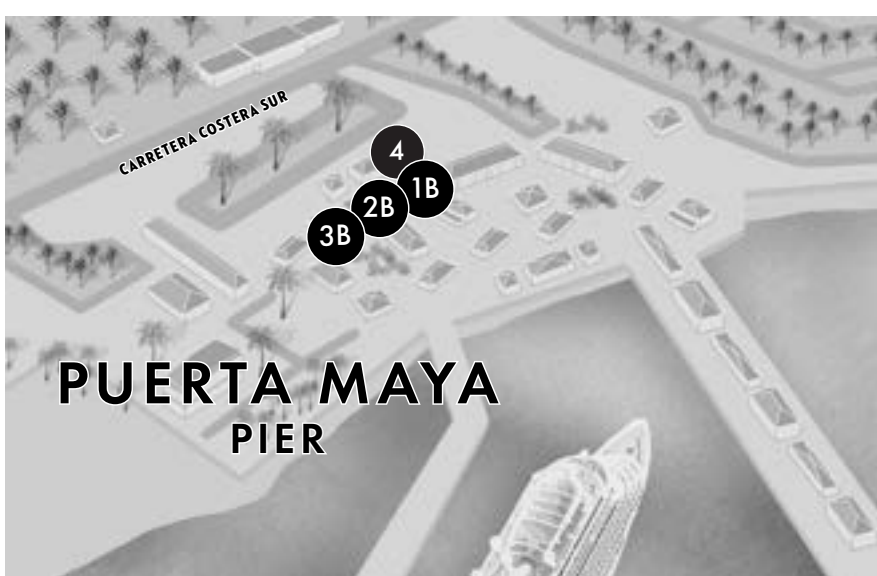 CARRETERA COSTERA SUR
4
1B
2B
3B
PUERTA MAYA
PIER